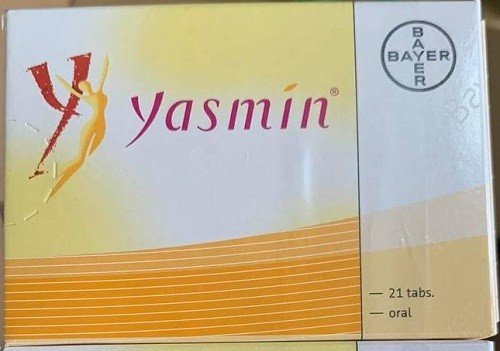 BAYER
BAYER
Yasmin®
21 tabs.
oral